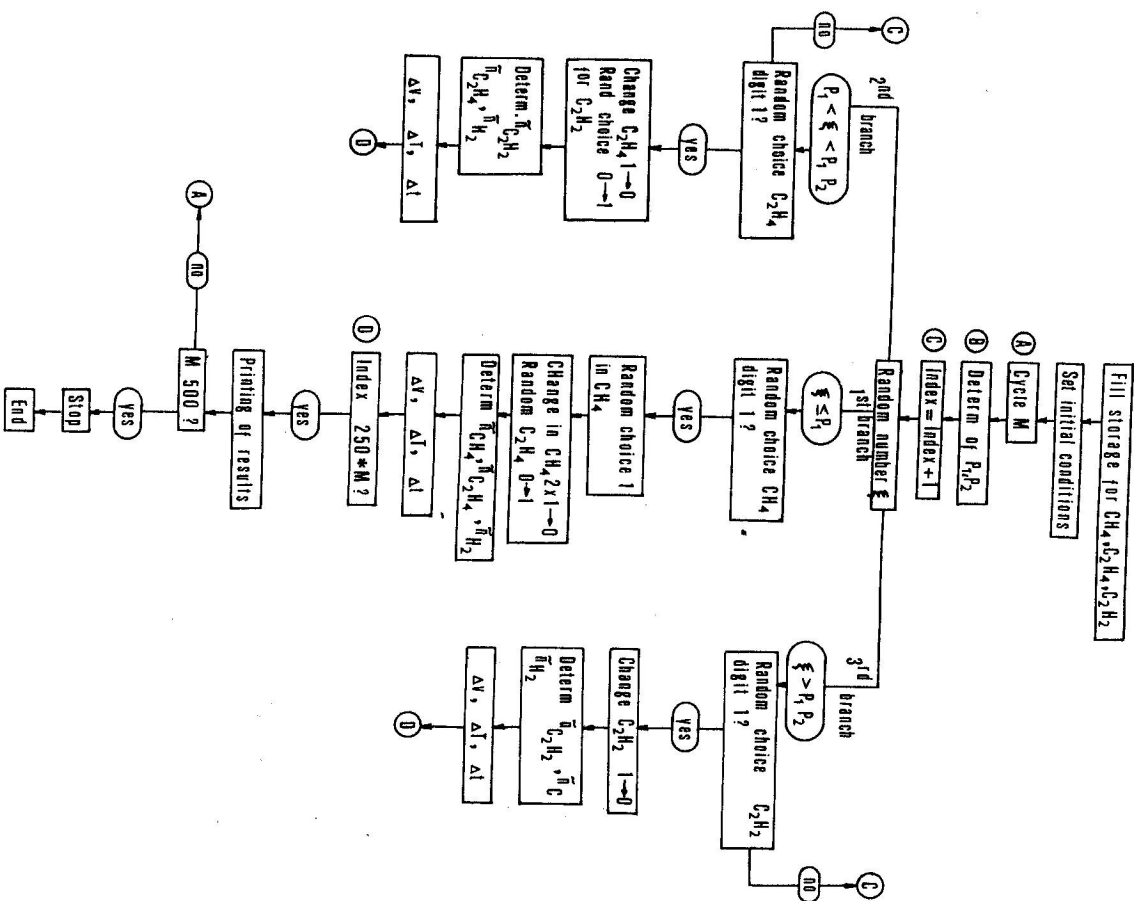 Fill storage for CH₄,C₂H₄,C₂H₂
Set initial conditions
A
Cycle M
B
Determ of P₁,P₂
C
Index = Index + 1
Random number ξ
2nd
branch
P₁ < ξ < P₁ P₂
Random choice C₂H₄
digit 1?
no
C
yes
Change C₂H₄ 1→0
Rand choice 0→1
for C₂H₂
Determ. n̄C₂H₂
n̄C₂H₄, n̄H₂
ΔV, ΔT, Δt
D
1st branch
ξ ≤ P₁
Random choice CH₄
digit 1 ?
yes
Random choice 1
in CH₄
CHange in CH₄ 2x1→0
Random C₂H₄ 0→1
Determ n̄CH₄, n̄C₂H₄, n̄H₂
ΔV, ΔT, Δt
D
Index 250*M ?
yes
Printing of results
M 500 ?
no
A
yes
Stop
End
3rd
branch
ξ > P₁ P₂
Random choice C₂H₂
digit 1?
no
C
yes
Change C₂H₂ 1→0
Determ n̄C₂H₂, n̄C
n̄H₂
ΔV, ΔT, Δt
D